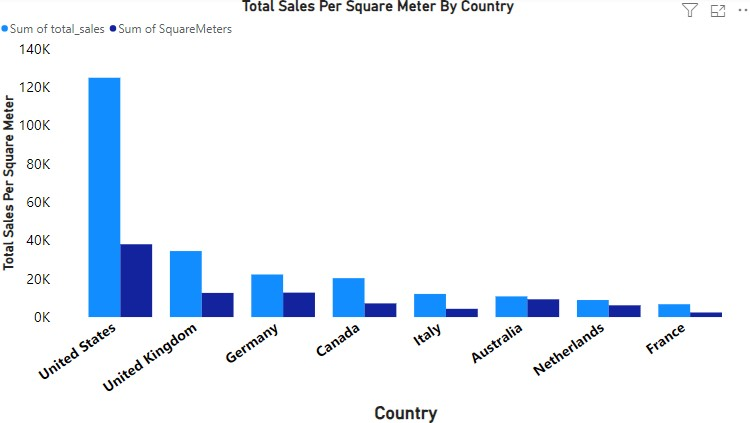 Total Sales Per Square Meter By Country
Sum of total_sales Sum of SquareMeters
Total Sales Per Square Meter
140K
120K
100K
80K
60K
40K
20K
0K
United States
United Kingdom
Germany
Canada
Italy
Australia
Netherlands
France
Country